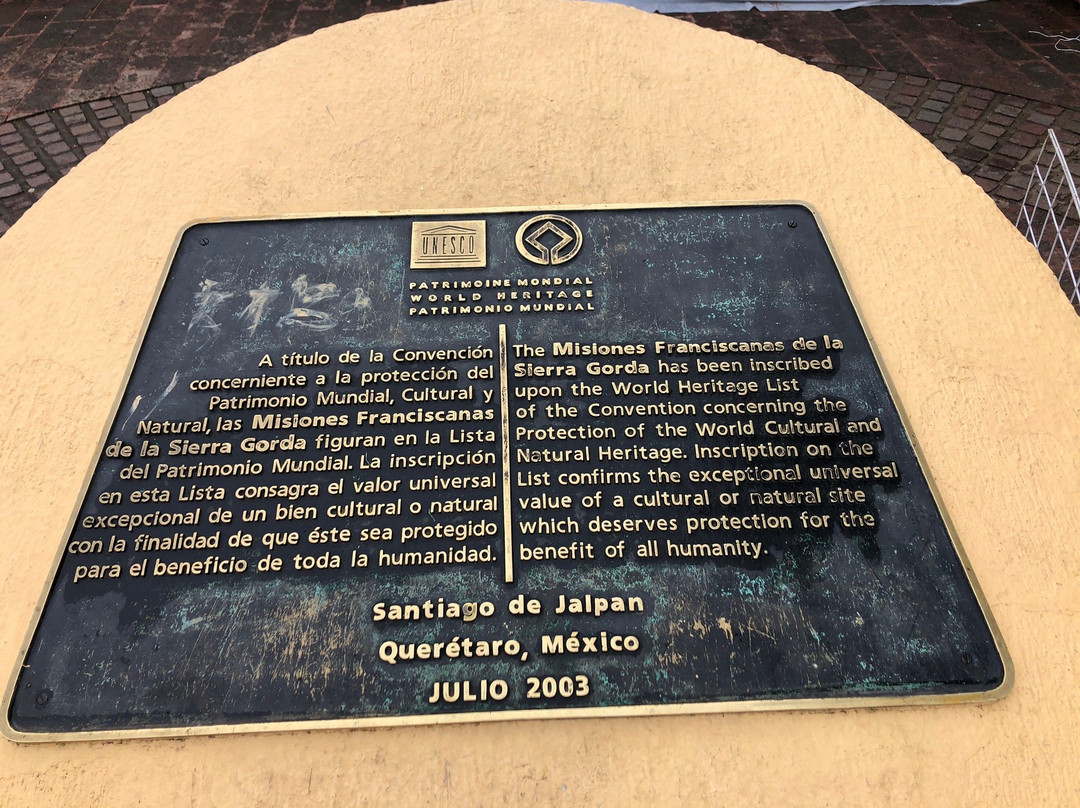 UNESCO
PATRIMOINE MONDIAL
WORLD HERITAGE
PATRIMONIO MUNDIAL
A título de la Convención
concerniente a la protección del
Patrimonio Mundial, Cultural y
Natural, las Misiones Franciscanas
de la Sierra Gorda figuran en la Lista
del Patrimonio Mundial. La inscripción
en esta Lista consagra el valor universal
excepcional de un bien cultural o natural
con la finalidad de que éste sea protegido
para el beneficio de toda la humanidad.
The Misiones Franciscanas de la
Sierra Gorda has been inscribed
upon the World Heritage List
of the Convention concerning the
Protection of the World Cultural and
Natural Heritage. Inscription on the
List confirms the exceptional universal
value of a cultural or natural site
which deserves protection for the
benefit of all humanity.
Santiago de Jalpan
Querétaro, México
JULIO 2003